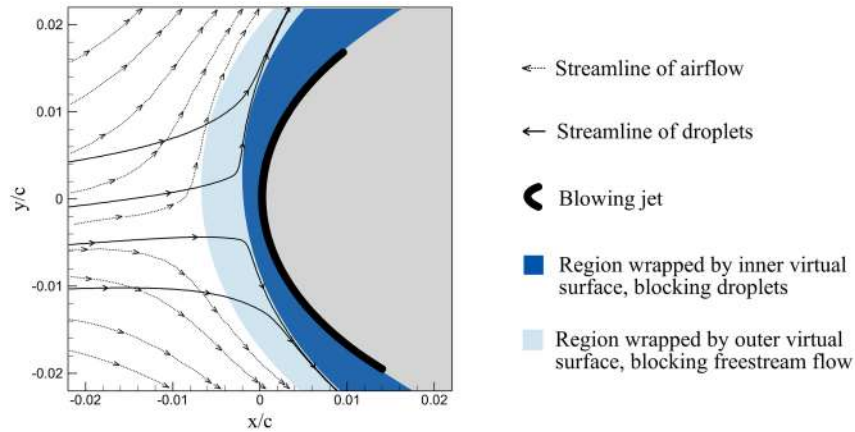 0.02
0.01
0
-0.01
-0.02
y/c
-0.02
-0.01
0
0.01
0.02
x/c
Streamline of airflow
Streamline of droplets
Blowing jet
Region wrapped by inner virtual
surface, blocking droplets
Region wrapped by outer virtual
surface, blocking freestream flow